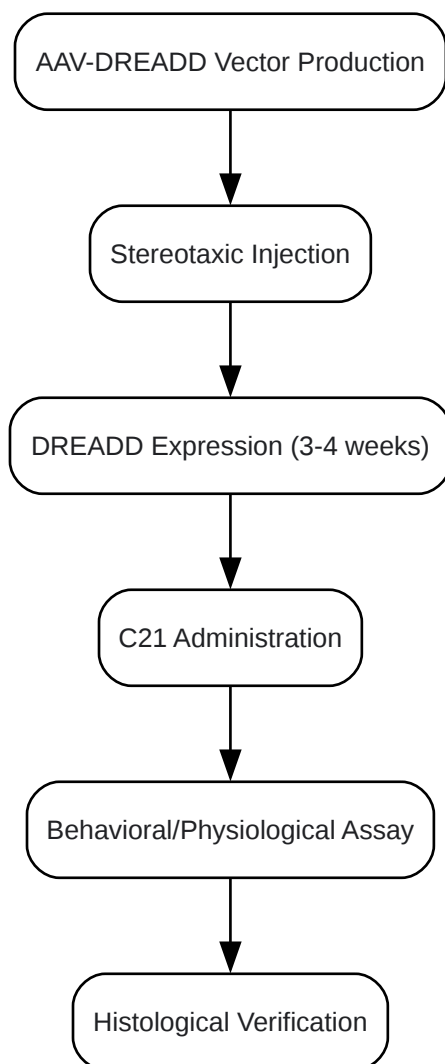 AAV-DREADD Vector Production
Stereotaxic Injection
DREADD Expression (3-4 weeks)
C21 Administration
Behavioral/Physiological Assay
Histological Verification